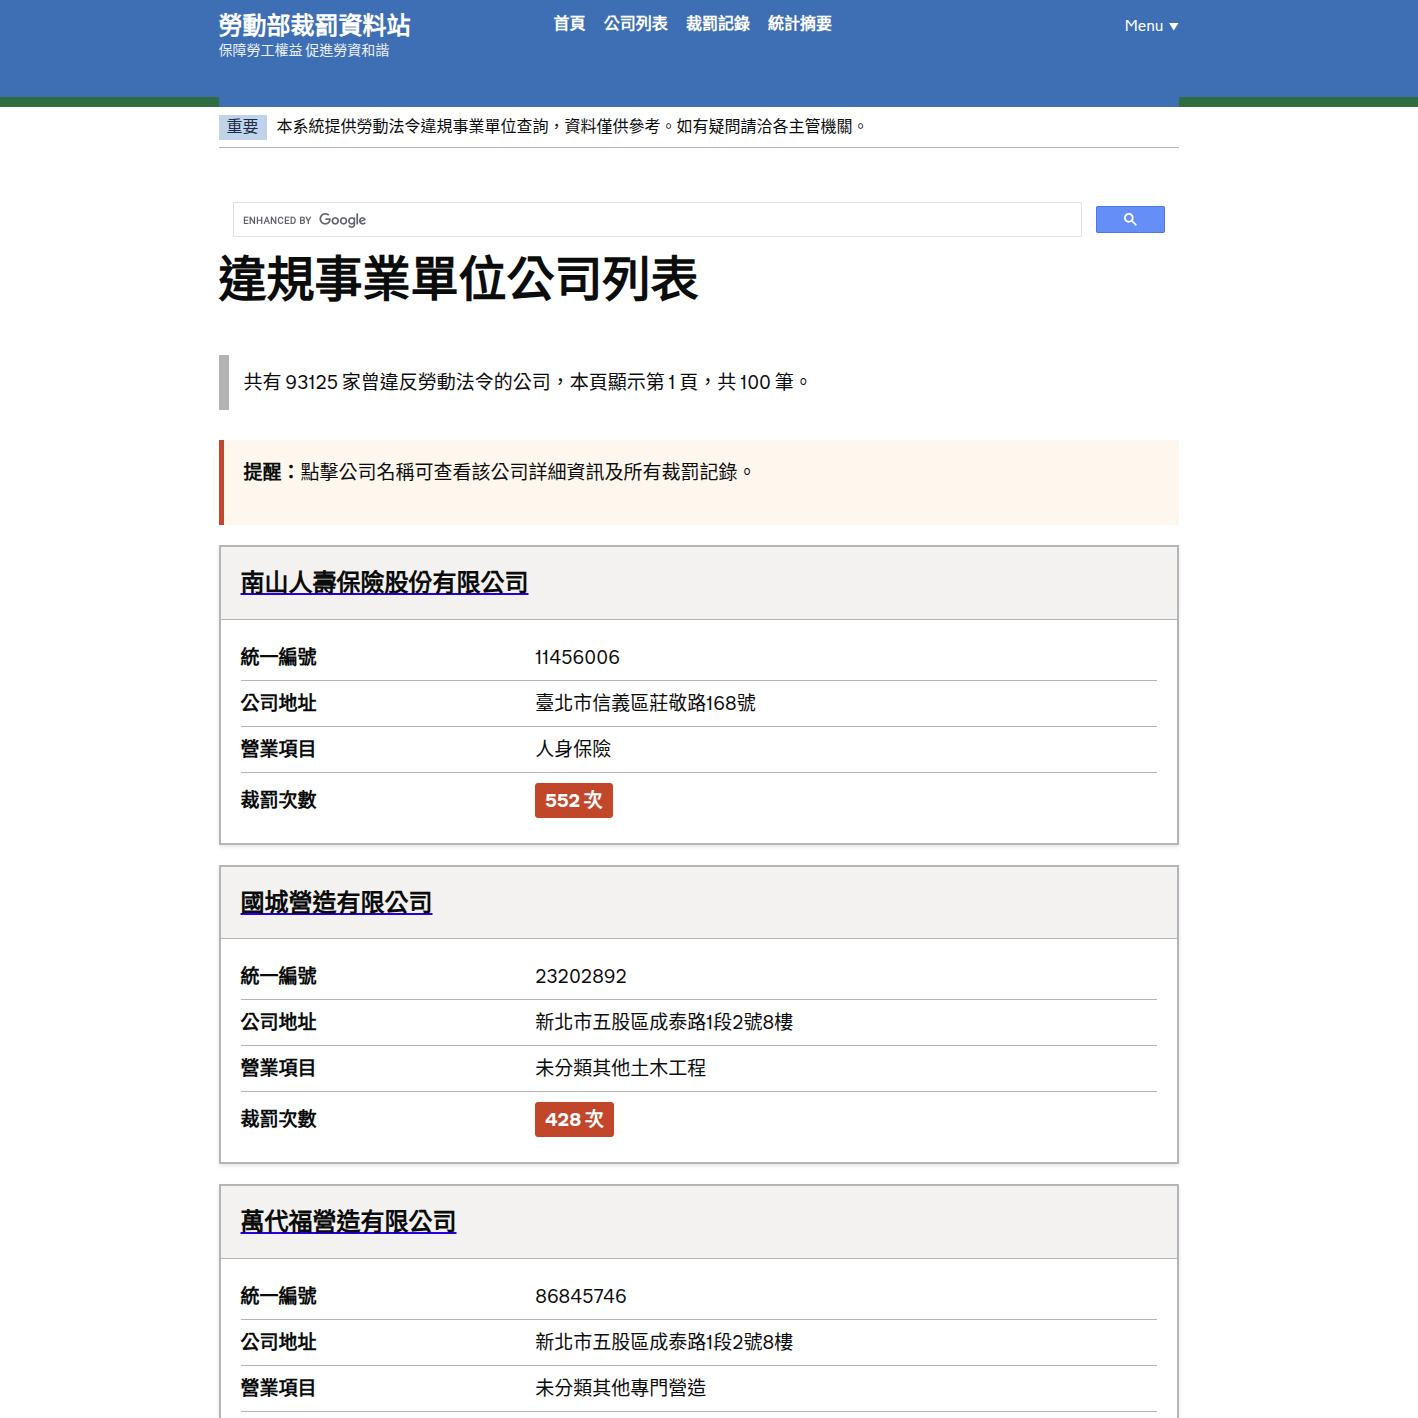 勞動部裁罰資料站
保障勞工權益 促進勞資和諧
首頁 公司列表 裁罰記錄 統計摘要
Menu ▼
重要 本系統提供勞動法令違規事業單位查詢，資料僅供參考。如有疑問請洽各主管機關。
ENHANCED BY Google
違規事業單位公司列表
共有 93125 家曾違反勞動法令的公司，本頁顯示第 1 頁，共 100 筆。
提醒：點擊公司名稱可查看該公司詳細資訊及所有裁罰記錄。
南山人壽保險股份有限公司
統一編號 11456006
公司地址 臺北市信義區莊敬路168號
營業項目 人身保險
裁罰次數 552 次
國城營造有限公司
統一編號 23202892
公司地址 新北市五股區成泰路1段2號8樓
營業項目 未分類其他土木工程
裁罰次數 428 次
萬代福營造有限公司
統一編號 86845746
公司地址 新北市五股區成泰路1段2號8樓
營業項目 未分類其他專門營造